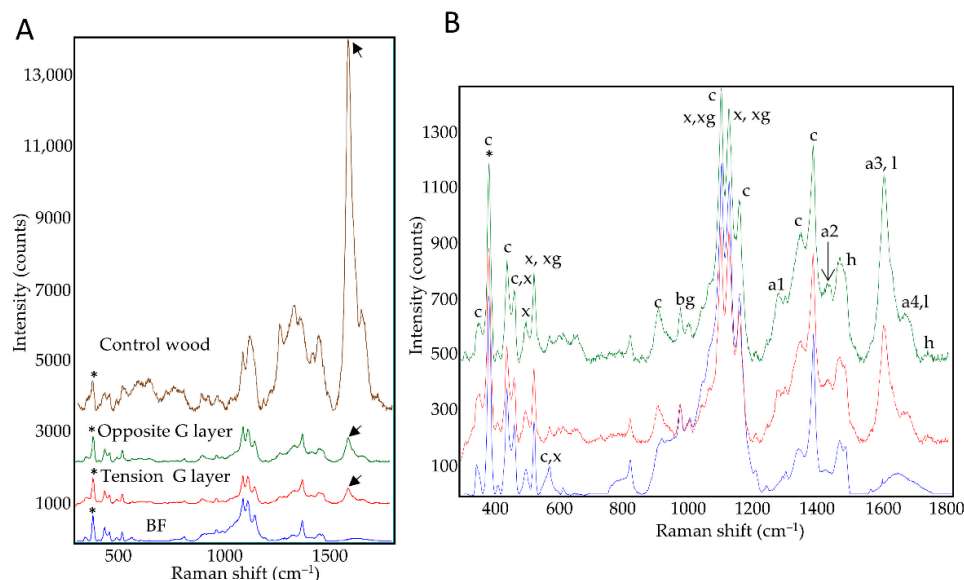 A
13,000
11,000
9000
7000
5000
3000
1000
Intensity (counts)
Control wood
*
* Opposite G layer
* Tension G layer
* BF
500
1000
1500
Raman shift (cm⁻¹)
B
1300
1100
900
700
500
300
100
Intensity (counts)
c
x,xg
x, xg
c
*
c
c
a3, l
c
c,x
x, xg
c
a2
x
h
c
c
bg
a1
a4,l
h
c,x
400
600
800
1000
1200
1400
1600
1800
Raman shift (cm⁻¹)